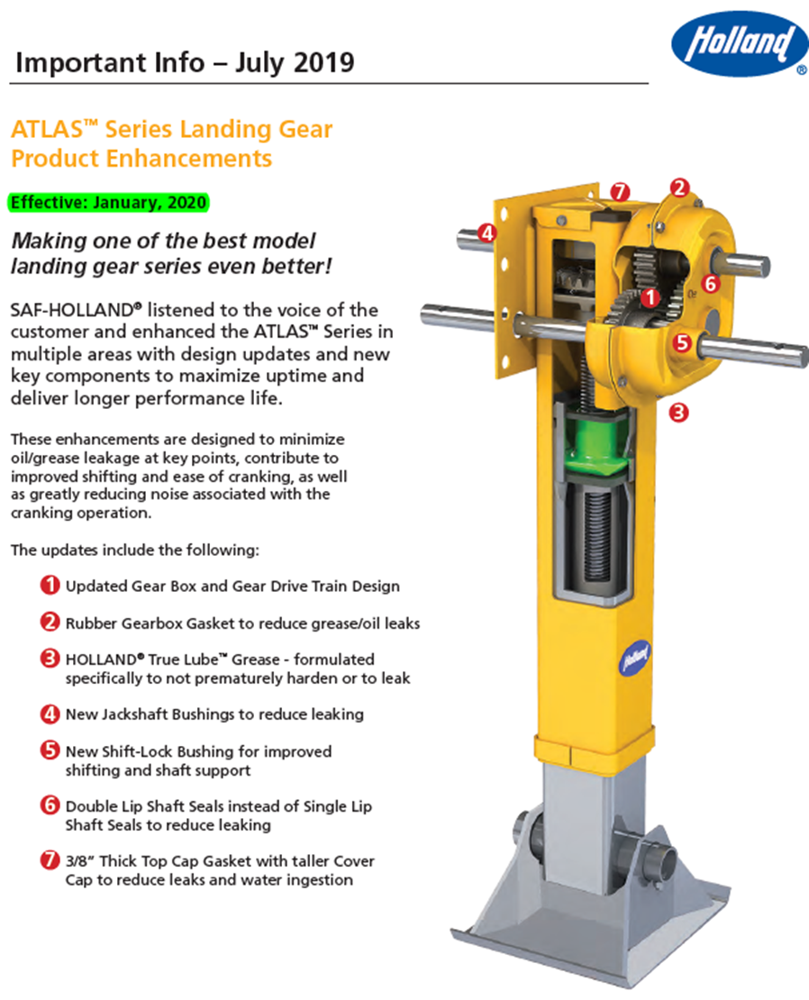 Holland®
Important Info – July 2019
ATLAS™ Series Landing Gear
Product Enhancements
Effective: January, 2020
Making one of the best model
landing gear series even better!
SAF-HOLLAND® listened to the voice of the
customer and enhanced the ATLAS™ Series in
multiple areas with design updates and new
key components to maximize uptime and
deliver longer performance life.
These enhancements are designed to minimize
oil/grease leakage at key points, contribute to
improved shifting and ease of cranking, as well
as greatly reducing noise associated with the
cranking operation.
The updates include the following:
1 Updated Gear Box and Gear Drive Train Design
2 Rubber Gearbox Gasket to reduce grease/oil leaks
3 HOLLAND® True Lube™ Grease - formulated
specifically to not prematurely harden or to leak
4 New Jackshaft Bushings to reduce leaking
5 New Shift-Lock Bushing for improved
shifting and shaft support
6 Double Lip Shaft Seals instead of Single Lip
Shaft Seals to reduce leaking
7 3/8” Thick Top Cap Gasket with taller Cover
Cap to reduce leaks and water ingestion
7
2
4
6
1
5
3
Holland